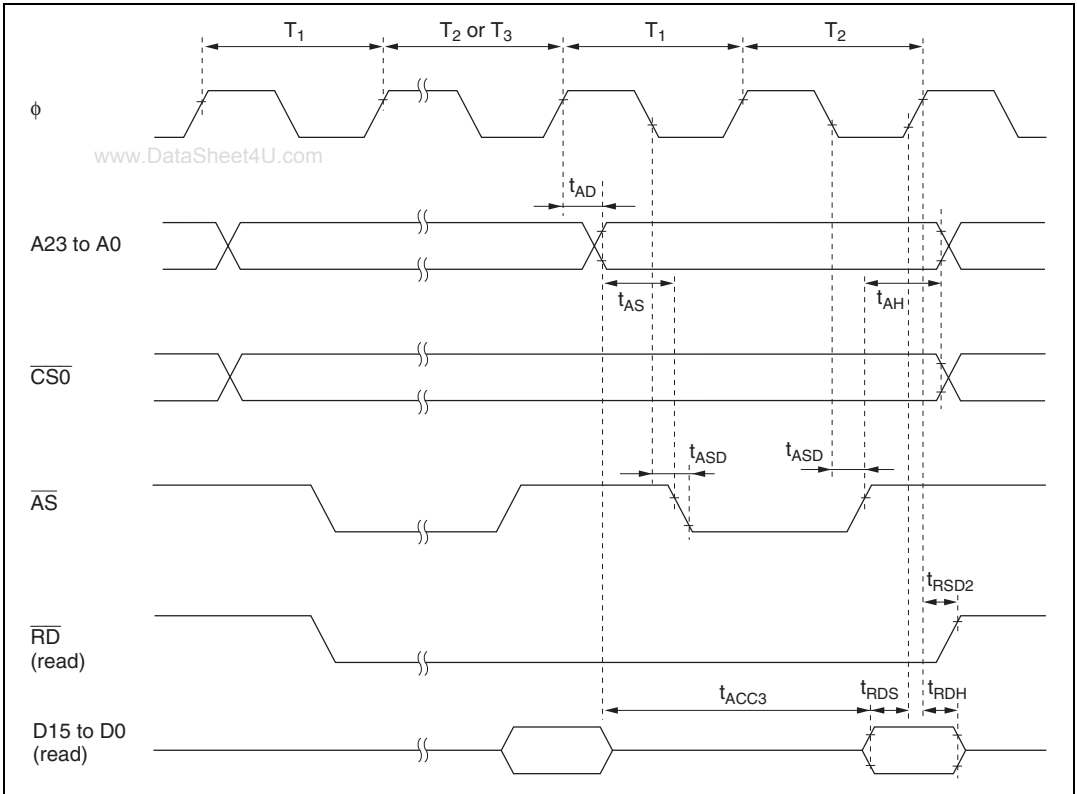 T1 T2 or T3 T1 T2
ϕ
www.DataSheet4U.com
tAD
A23 to A0
tAS tAH
CS0
tASD tASD
AS
tRSD2
RD
(read)
tACC3 tRDS tRDH
D15 to D0
(read)